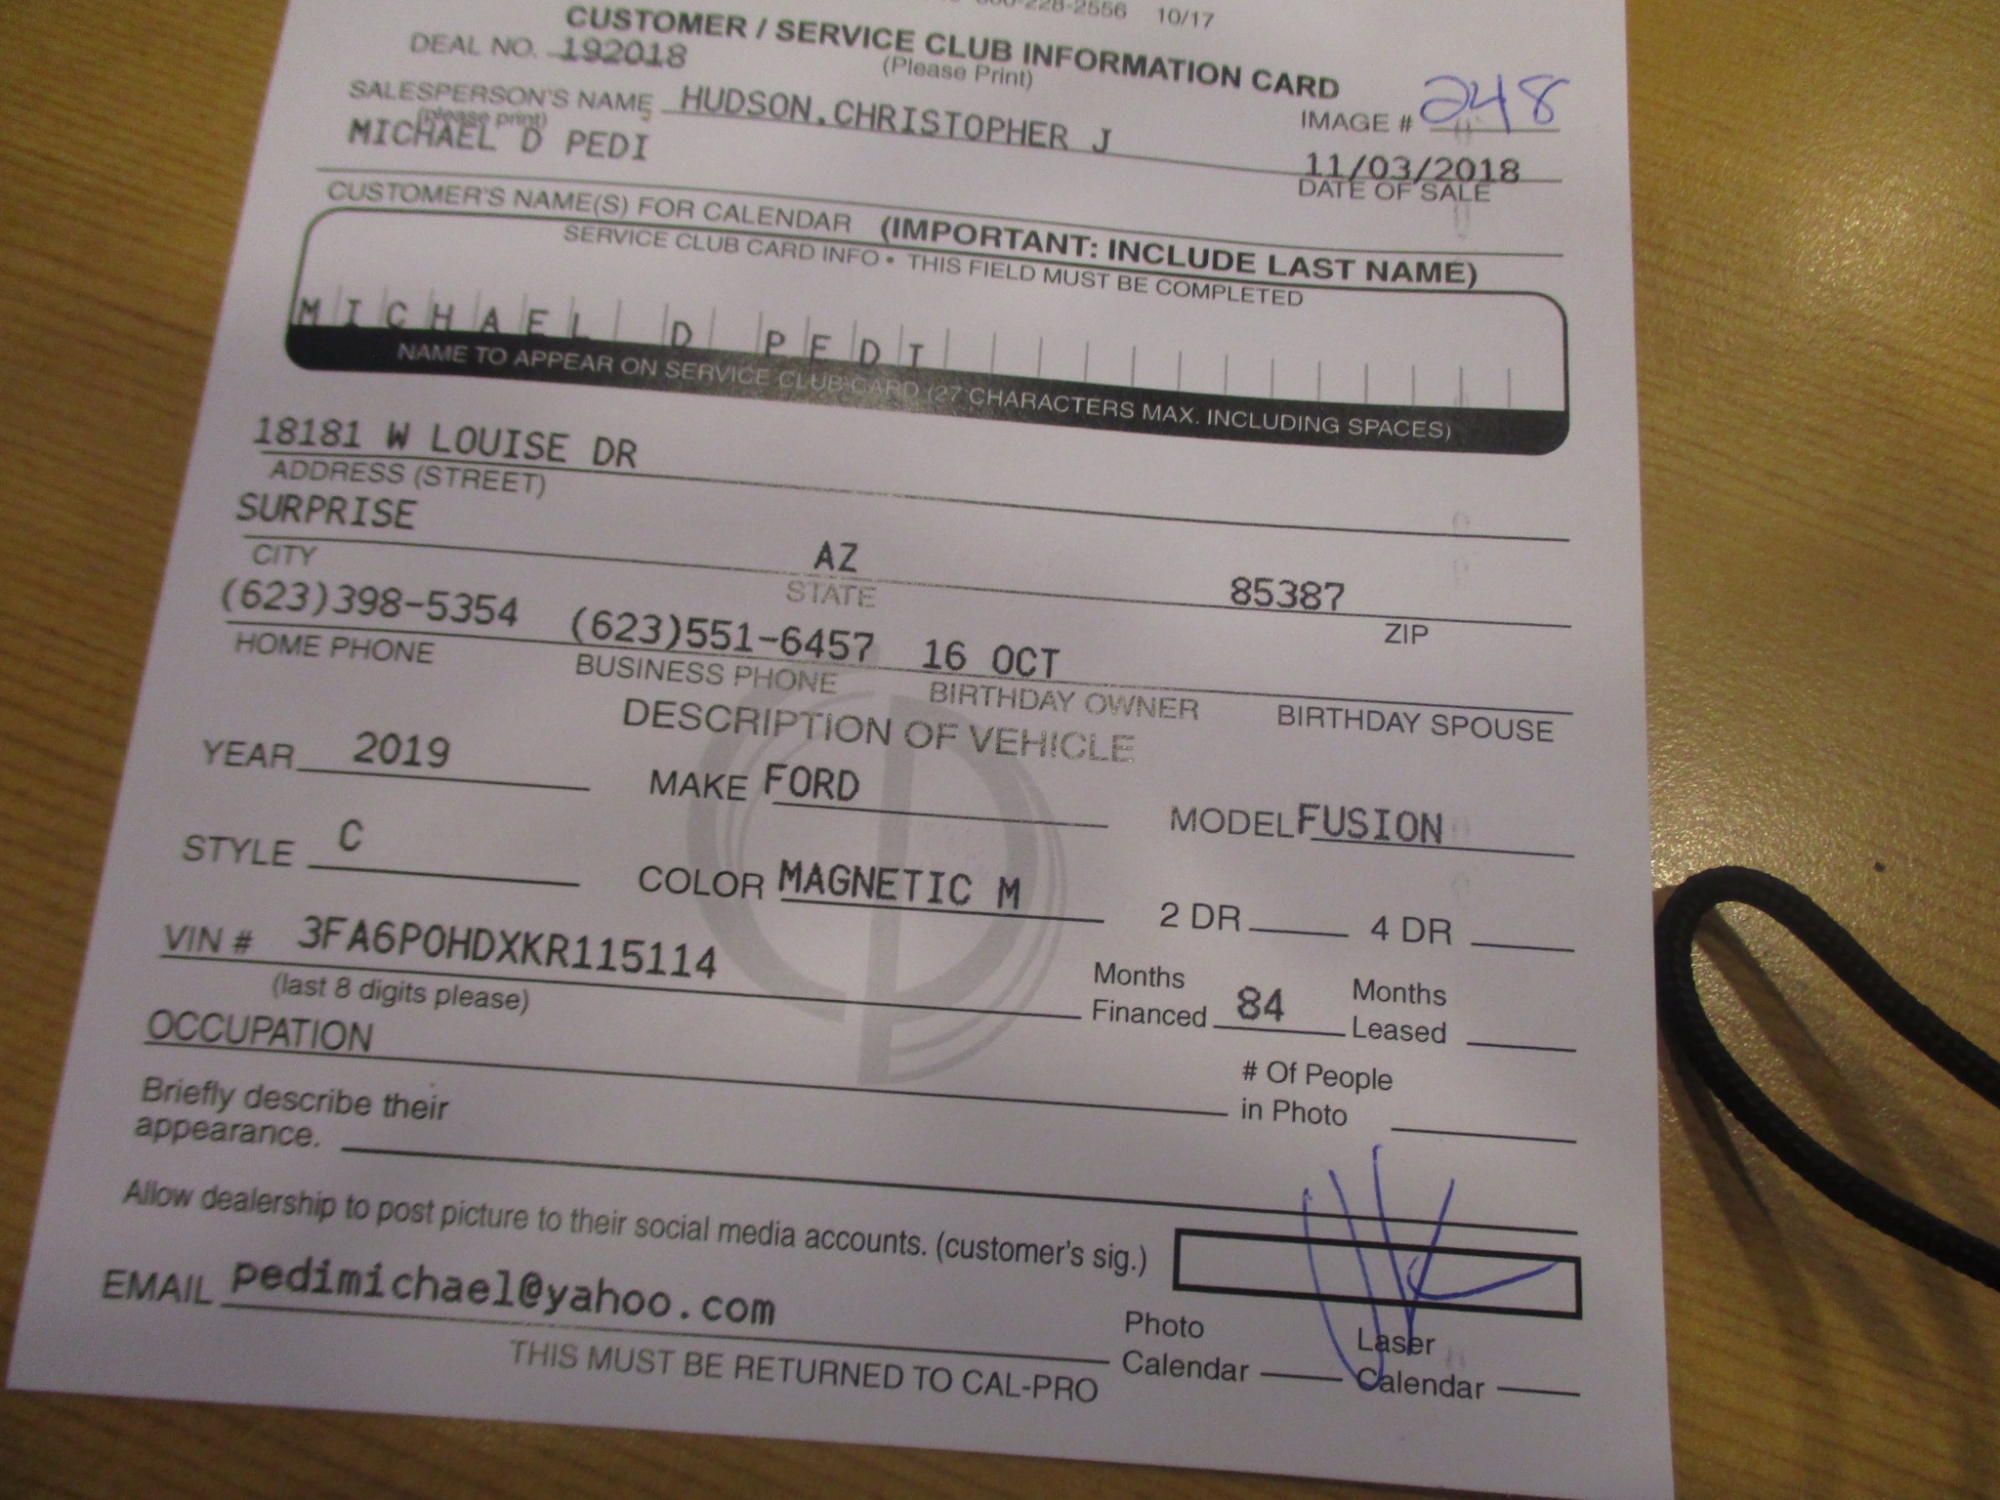 800-228-2556 10/17
CUSTOMER / SERVICE CLUB INFORMATION CARD
DEAL NO. 192018 (Please Print)
SALESPERSON'S NAME HUDSON,CHRISTOPHER J IMAGE # 248
(please print)
MICHAEL D PEDI 11/03/2018
DATE OF SALE
CUSTOMER'S NAME(S) FOR CALENDAR (IMPORTANT: INCLUDE LAST NAME)
SERVICE CLUB CARD INFO • THIS FIELD MUST BE COMPLETED
MICHAEL D PEDI
NAME TO APPEAR ON SERVICE CLUB CARD (27 CHARACTERS MAX. INCLUDING SPACES)
18181 W LOUISE DR
ADDRESS (STREET)
SURPRISE AZ 85387
CITY STATE ZIP
(623)398-5354 (623)551-6457 16 OCT
HOME PHONE BUSINESS PHONE BIRTHDAY OWNER BIRTHDAY SPOUSE
DESCRIPTION OF VEHICLE
YEAR 2019 MAKE FORD MODEL FUSION
STYLE C COLOR MAGNETIC M 2 DR 4 DR
VIN # 3FA6P0HDXKR115114 Months Financed 84 Months Leased
(last 8 digits please)
OCCUPATION # Of People in Photo
Briefly describe their
appearance.
Allow dealership to post picture to their social media accounts. (customer's sig.)
EMAIL pedimichael@yahoo.com
Photo Calendar Laser Calendar
THIS MUST BE RETURNED TO CAL-PRO